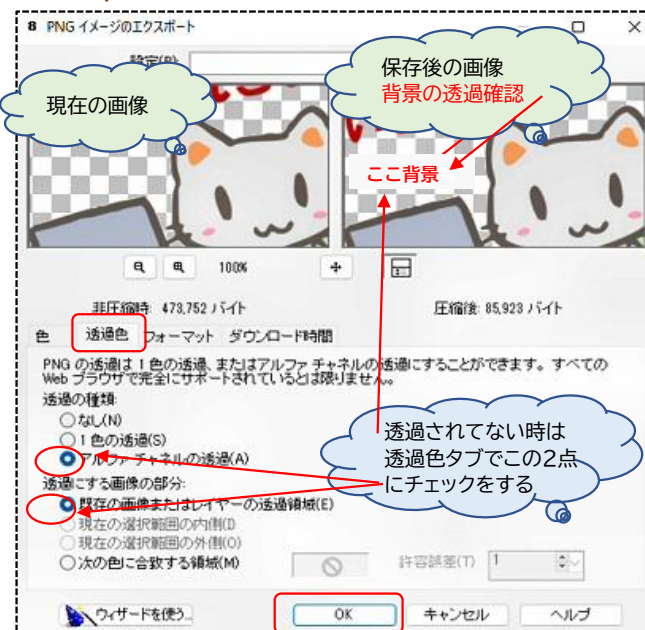 8 PNG イメージのエクスポート
設定(P):
現在の画像
保存後の画像
背景の透過確認
ここ背景
100%
非圧縮時: 473,752 バイト
圧縮後: 85,923 バイト
色 透過色 フォーマット ダウンロード時間
PNG の透過は 1 色の透過、またはアルファ チャネルの透過にすることができます。すべての
Web ブラウザで完全にサポートされているとは限りません。
透過の種類:
なし(N)
1 色の透過(S)
アルファ チャネルの透過(A)
透過されてない時は
透過色タブでこの2点
にチェックをする
透過にする画像の部分:
既存の画像またはレイヤーの透過領域(E)
現在の選択範囲の内側(I)
現在の選択範囲の外側(O)
次の色に合致する領域(M)
許容誤差(T) 1
ウィザードを使う...
OK キャンセル ヘルプ